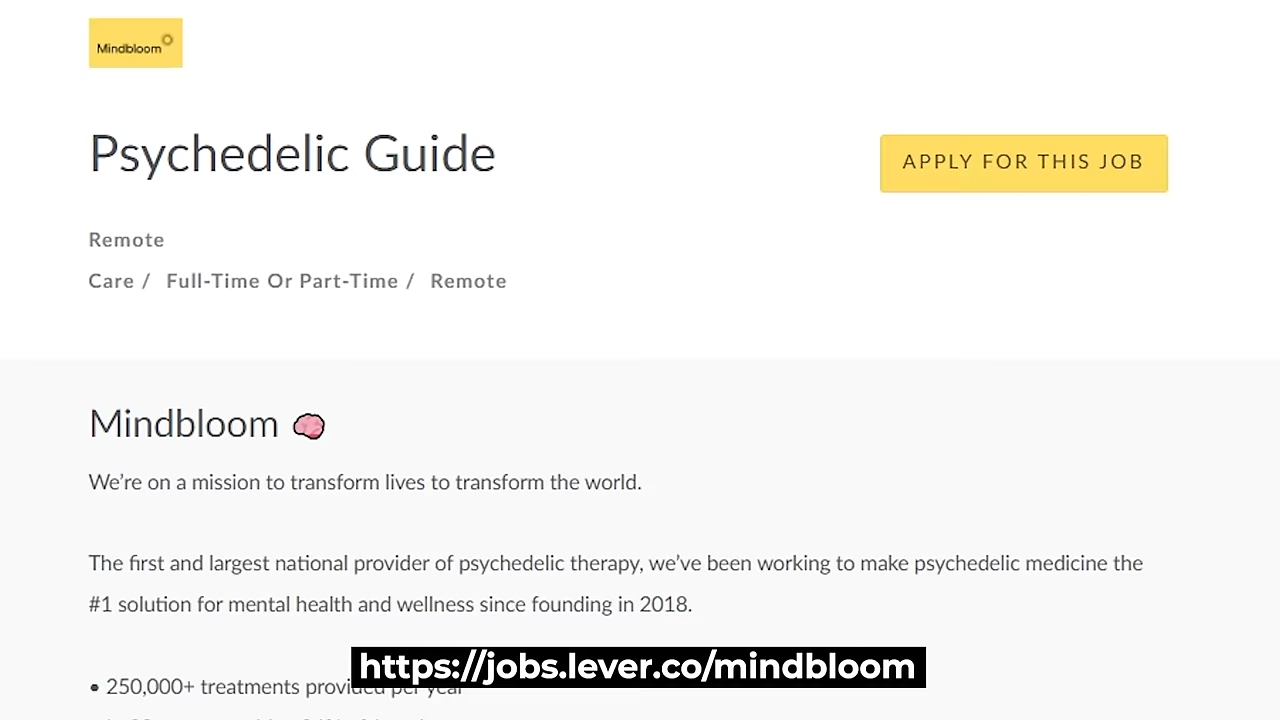 Mindbloom
Psychedelic Guide
APPLY FOR THIS JOB
Remote
Care / Full-Time Or Part-Time / Remote
Mindbloom
We’re on a mission to transform lives to transform the world.
The first and largest national provider of psychedelic therapy, we’ve been working to make psychedelic medicine the
#1 solution for mental health and wellness since founding in 2018.
https://jobs.lever.co/mindbloom
• 250,000+ treatments provided per year